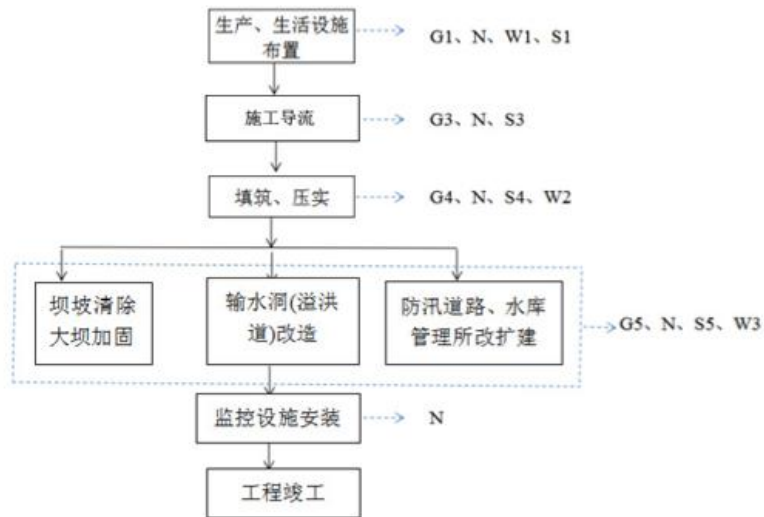 生产、生活设施
布置
G1、N、W1、S1
施工导流
G3、N、S3
填筑、压实
G4、N、S4、W2
坝坡清除
大坝加固
输水洞(溢洪
道)改造
防汛道路、水库
管理所改扩建
G5、N、S5、W3
监控设施安装
N
工程竣工